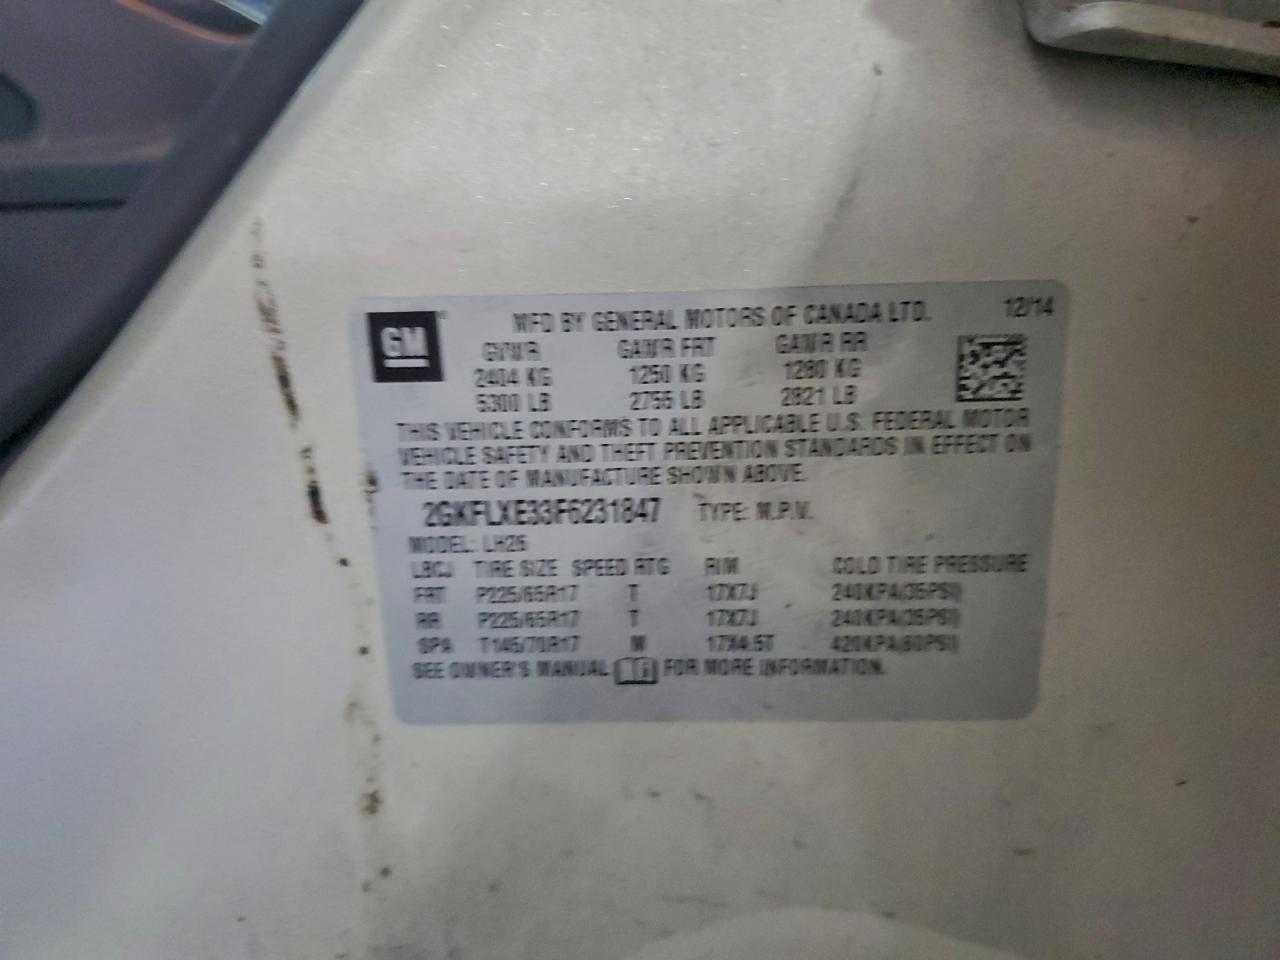 GM
MFD BY GENERAL MOTORS OF CANADA LTD. 12/14
GVWR GAWR FRT GAWR RR
2404 KG 1250 KG 1280 KG
5300 LB 2755 LB 2821 LB
THIS VEHICLE CONFORMS TO ALL APPLICABLE U.S. FEDERAL MOTOR
VEHICLE SAFETY AND THEFT PREVENTION STANDARDS IN EFFECT ON
THE DATE OF MANUFACTURE SHOWN ABOVE.
2GKFLXE33F6231847 TYPE: M.P.V.
MODEL: LH26
TIRE SIZE SPEED RTG RIM COLD TIRE PRESSURE
FRT P225/65R17 T 17X7J 240KPA(35PSI)
RR P225/65R17 T 17X7J 240KPA(35PSI)
SPA T145/70R17 M 17X4.5T 420KPA(60PSI)
SEE OWNER'S MANUAL FOR MORE INFORMATION.